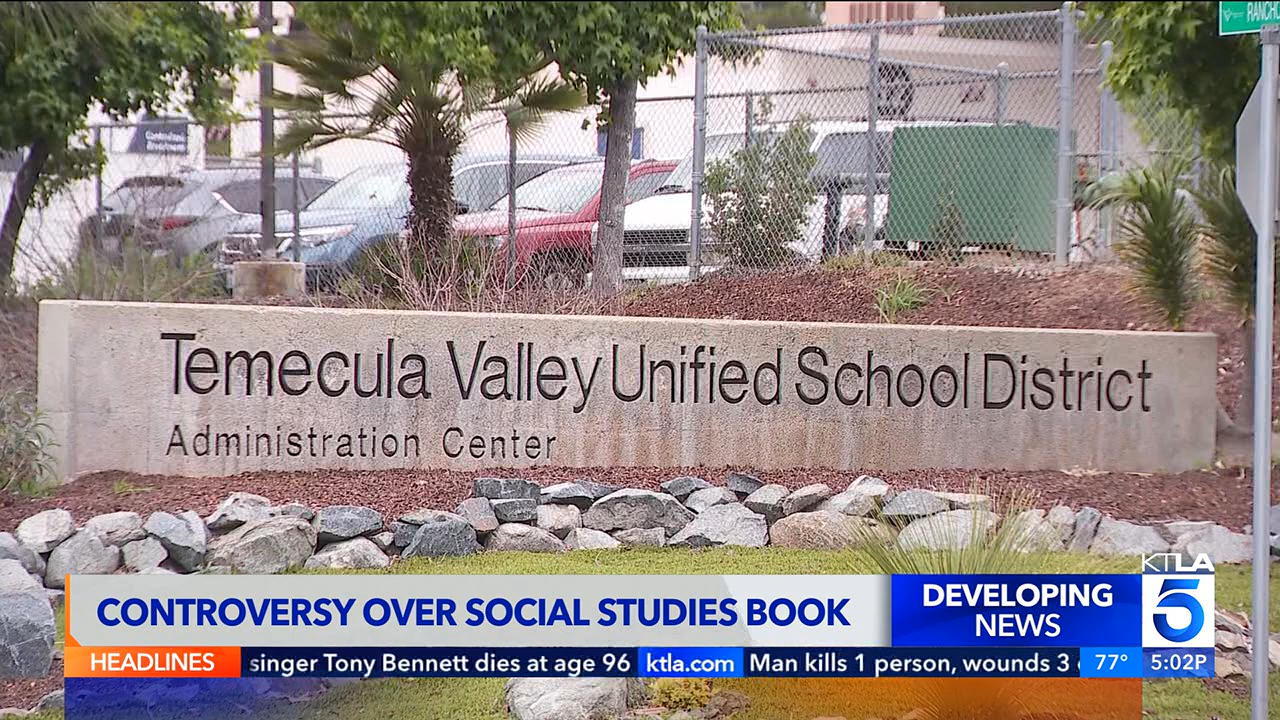 RANCH
Temecula Valley Unified School District
Administration Center
KTLA
5
CONTROVERSY OVER SOCIAL STUDIES BOOK
DEVELOPING
NEWS
HEADLINES
singer Tony Bennett dies at age 96 ktla.com Man kills 1 person, wounds 3
77° 5:02P